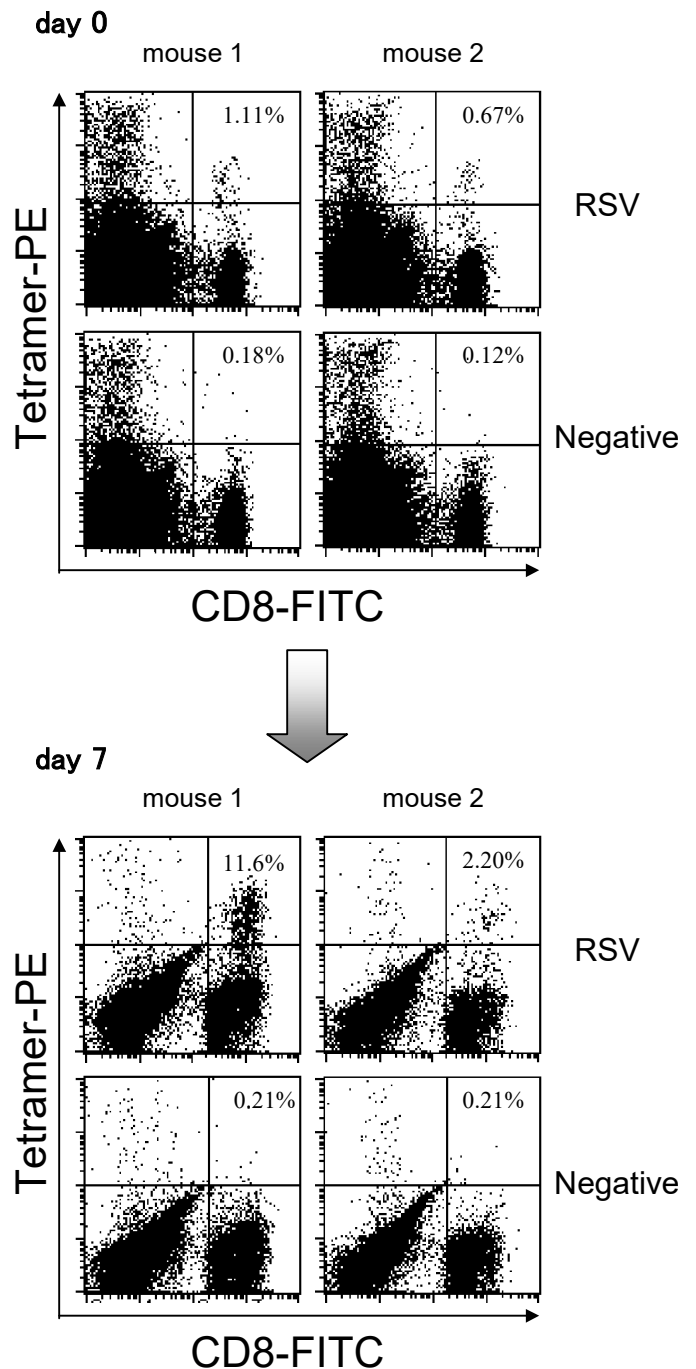 day 0
mouse 1
mouse 2
1.11%
0.67%
RSV
0.18%
0.12%
Negative
Tetramer-PE
CD8-FITC
day 7
mouse 1
mouse 2
11.6%
2.20%
RSV
0.21%
0.21%
Negative
Tetramer-PE
CD8-FITC